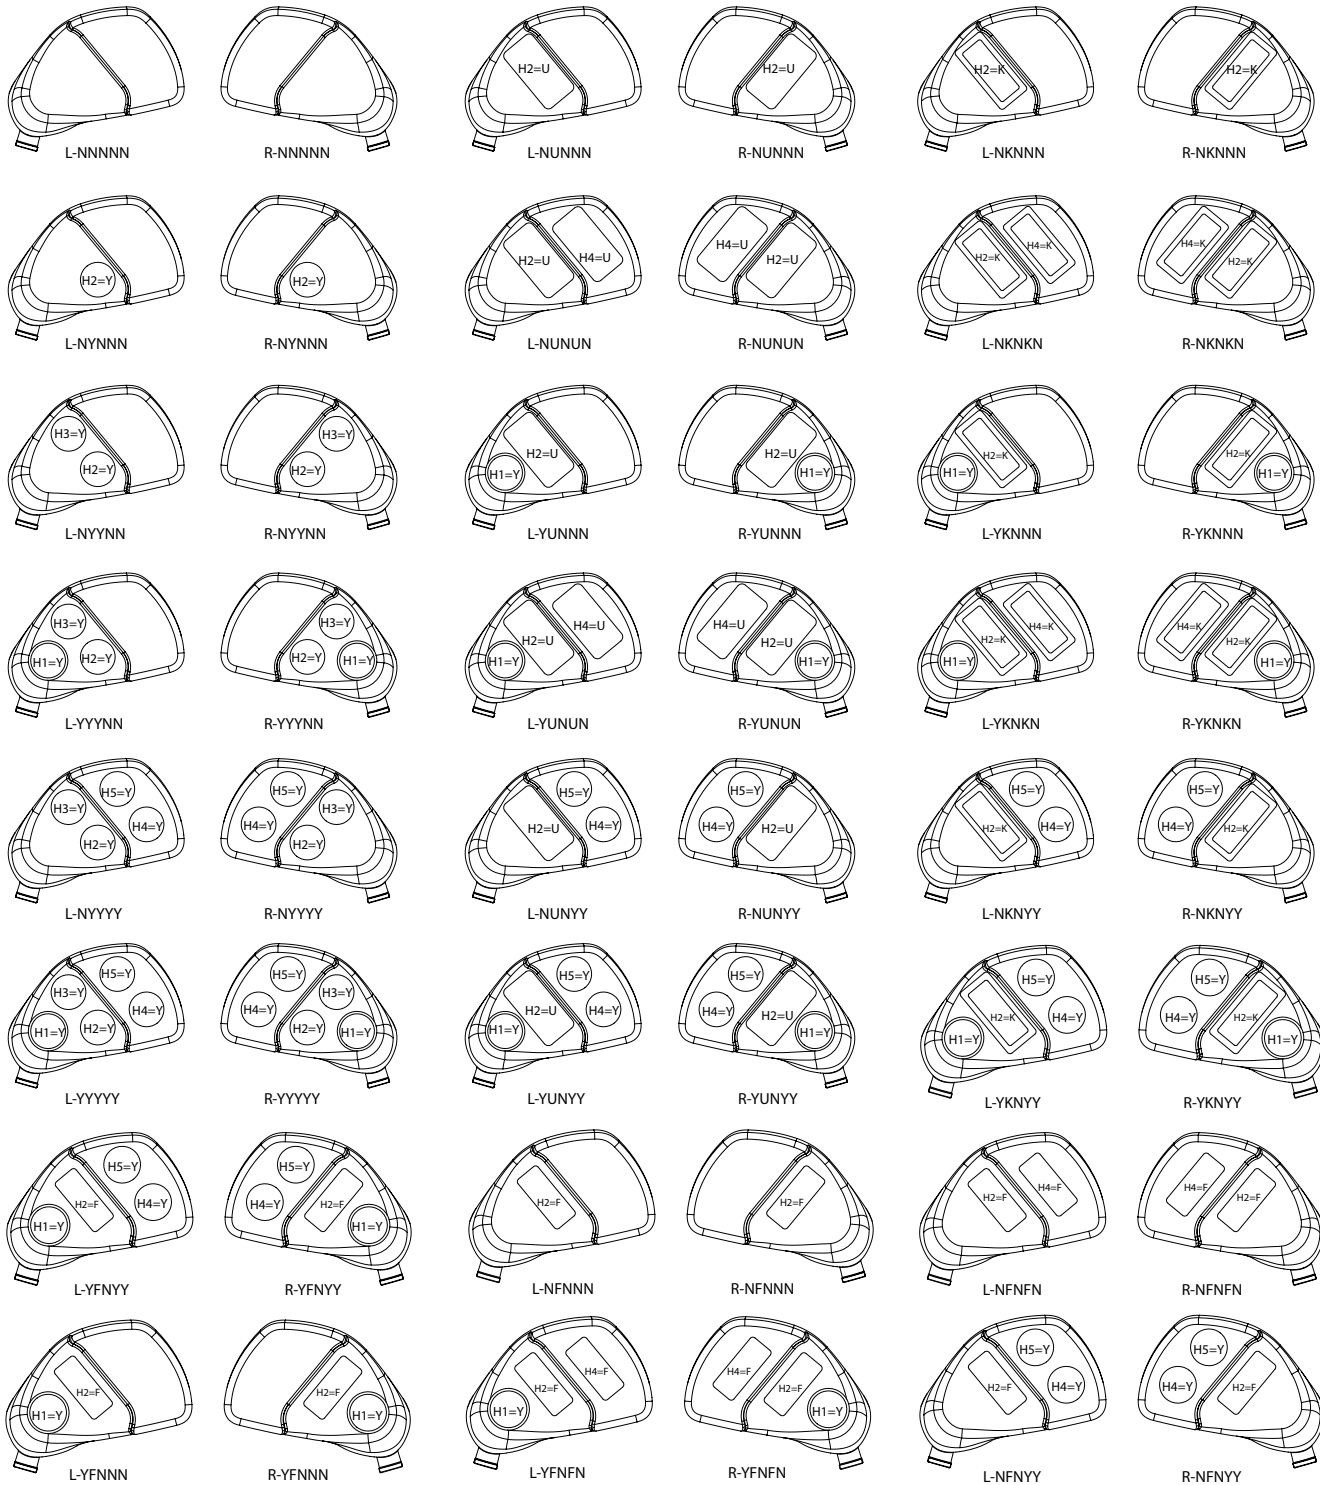 H2=U H2=U H2=K H2=K
L-NNNNN R-NNNNN L-NUNNN R-NUNNN L-NKNNN R-NKNNN
H2=Y H2=Y H2=U H4=U H4=U H2=U H2=K H4=K H4=K H2=K
L-NYNNN R-NYNNN L-NUNUN R-NUNUN L-NKNKN R-NKNKN
H3=Y H2=Y H3=Y H2=Y H1=Y H2=U H2=U H1=Y H1=Y H2=K H2=K H1=Y
L-NYYNN R-NYYNN L-YUNNN R-YUNNN L-YKNNN R-YKNNN
H3=Y H1=Y H2=Y H3=Y H2=Y H1=Y H1=Y H2=U H4=U H4=U H2=U H1=Y H1=Y H2=K H4=K H4=K H2=K H1=Y
L-YYYNN R-YYYNN L-YUNUN R-YUNUN L-YKNKN R-YKNKN
H5=Y H3=Y H4=Y H2=Y H5=Y H3=Y H4=Y H2=Y H5=Y H2=U H4=Y H5=Y H4=Y H2=U H5=Y H2=K H4=Y H5=Y H4=Y H2=K
L-NYYYY R-NYYYY L-NUNYY R-NUNYY L-NKNYY R-NKNYY
H5=Y H3=Y H4=Y H1=Y H2=Y H5=Y H3=Y H4=Y H2=Y H1=Y H5=Y H2=U H4=Y H1=Y H5=Y H4=Y H2=U H1=Y H5=Y H2=K H4=Y H1=Y H5=Y H4=Y H2=K H1=Y
L-YYYYY R-YYYYY L-YUNYY R-YUNYY L-YKNYY R-YKNYY
H5=Y H2=F H4=Y H1=Y H5=Y H4=Y H2=F H1=Y H2=F H2=F H2=F H4=F H4=F H2=F
L-YFNYY R-YFNYY L-NFNNN R-NFNNN L-NFNFN R-NFNFN
H2=F H1=Y H2=F H1=Y H4=F H2=F H1=Y H4=F H2=F H1=Y H5=Y H2=F H4=Y H5=Y H4=Y H2=F
L-YFNNN R-YFNNN L-YFNFN R-YFNFN L-NFNYY R-NFNYY